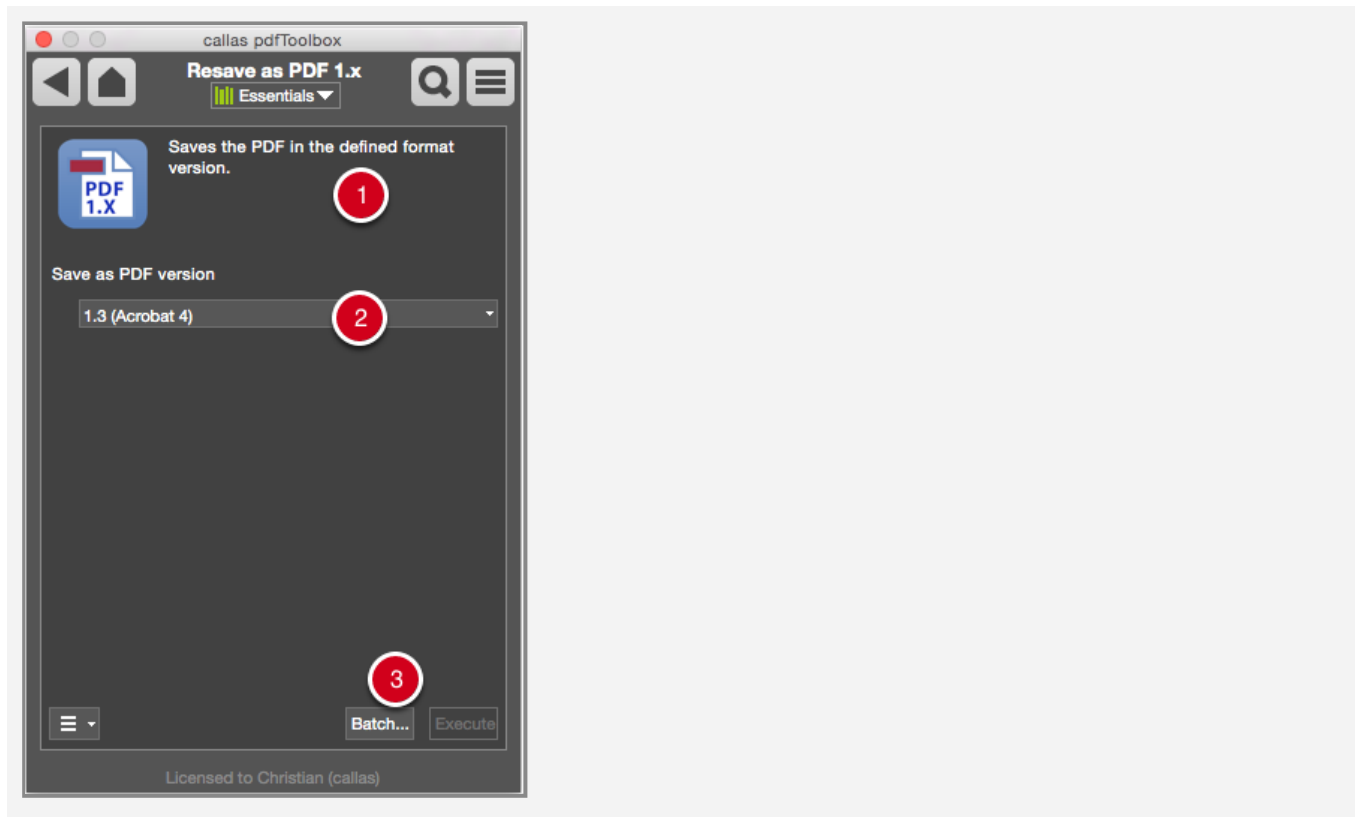 callas pdfToolbox
Resave as PDF 1.x
Essentials
Saves the PDF in the defined format
version.
PDF
1.X
1
Save as PDF version
1.3 (Acrobat 4)
2
3
Batch...
Execute
Licensed to Christian (callas)